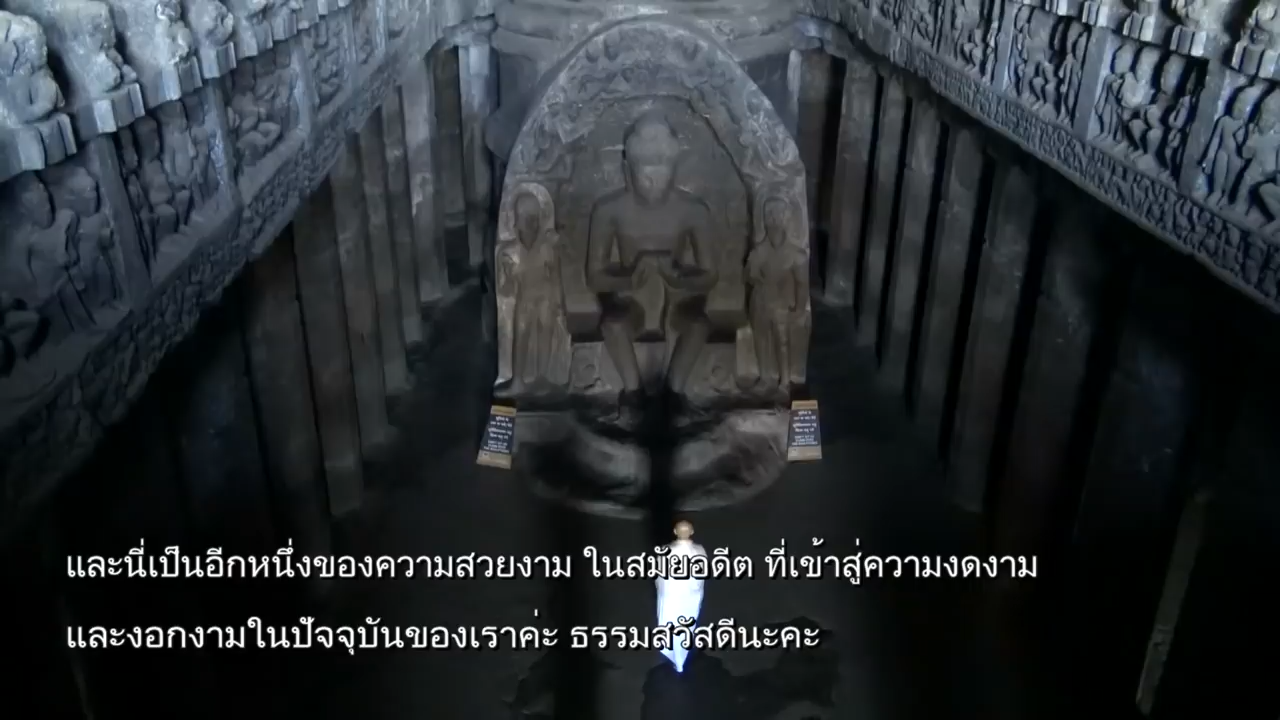 และนี่เป็นอีกหนึ่งของความสวยงาม ในสมัยอดีต ที่เข้าสู่ความงดงาม
และงอกงามในปัจจุบันของเราค่ะ ธรรมสวัสดีนะคะ